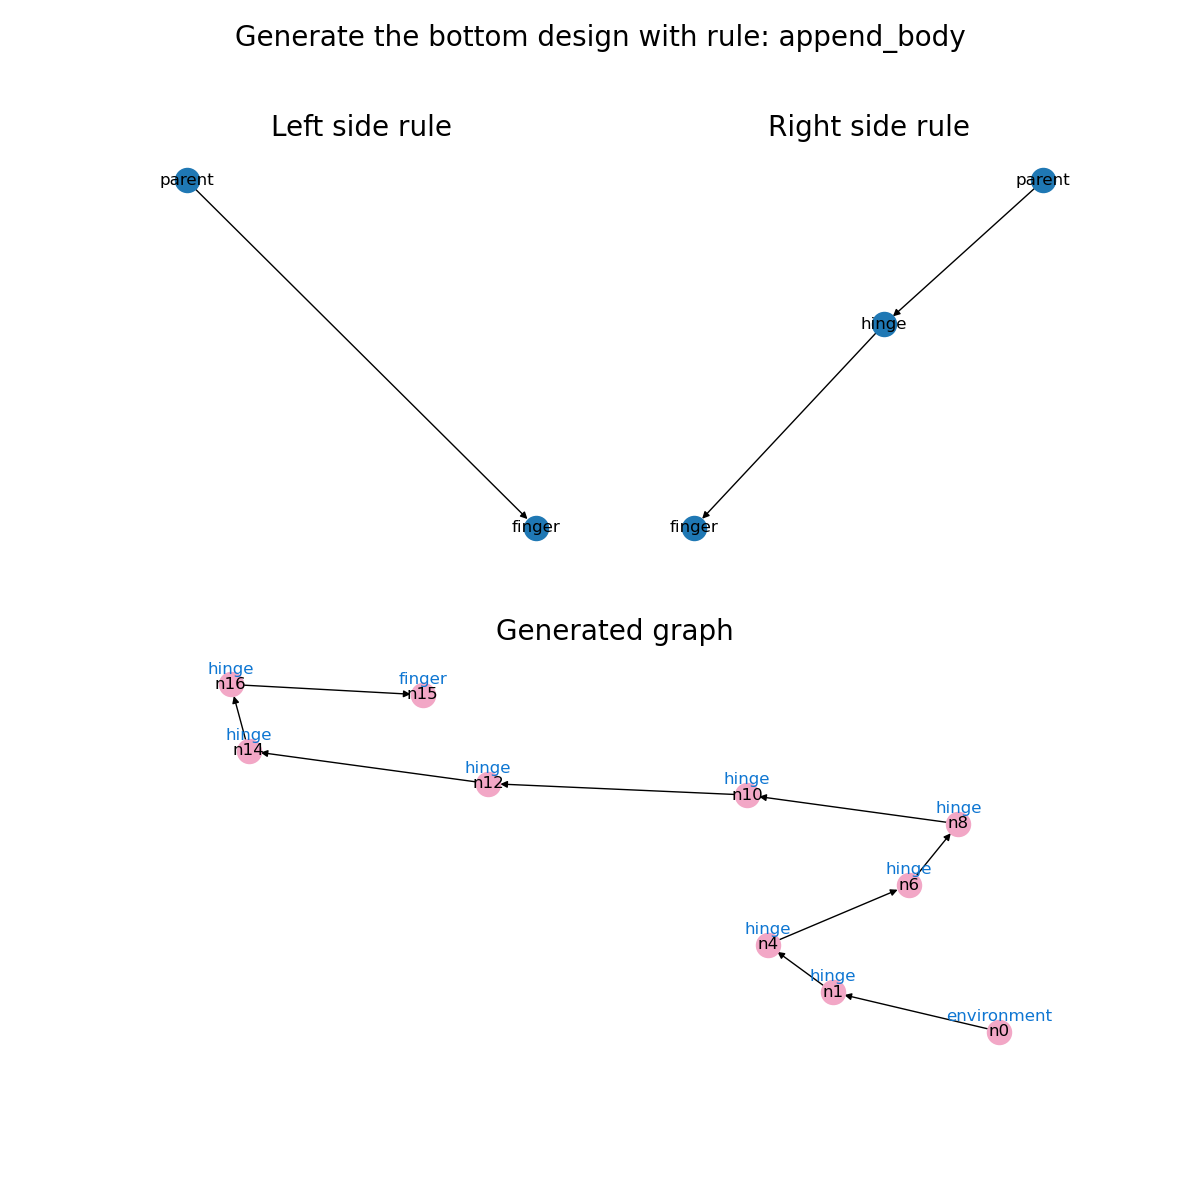 Generate the bottom design with rule: append_body
Left side rule
Right side rule
parent
parent
hinge
finger
finger
Generated graph
hinge
n16
finger
n15
hinge
n14
hinge
n12
hinge
n10
hinge
n8
hinge
n6
hinge
n4
hinge
n1
environment
n0